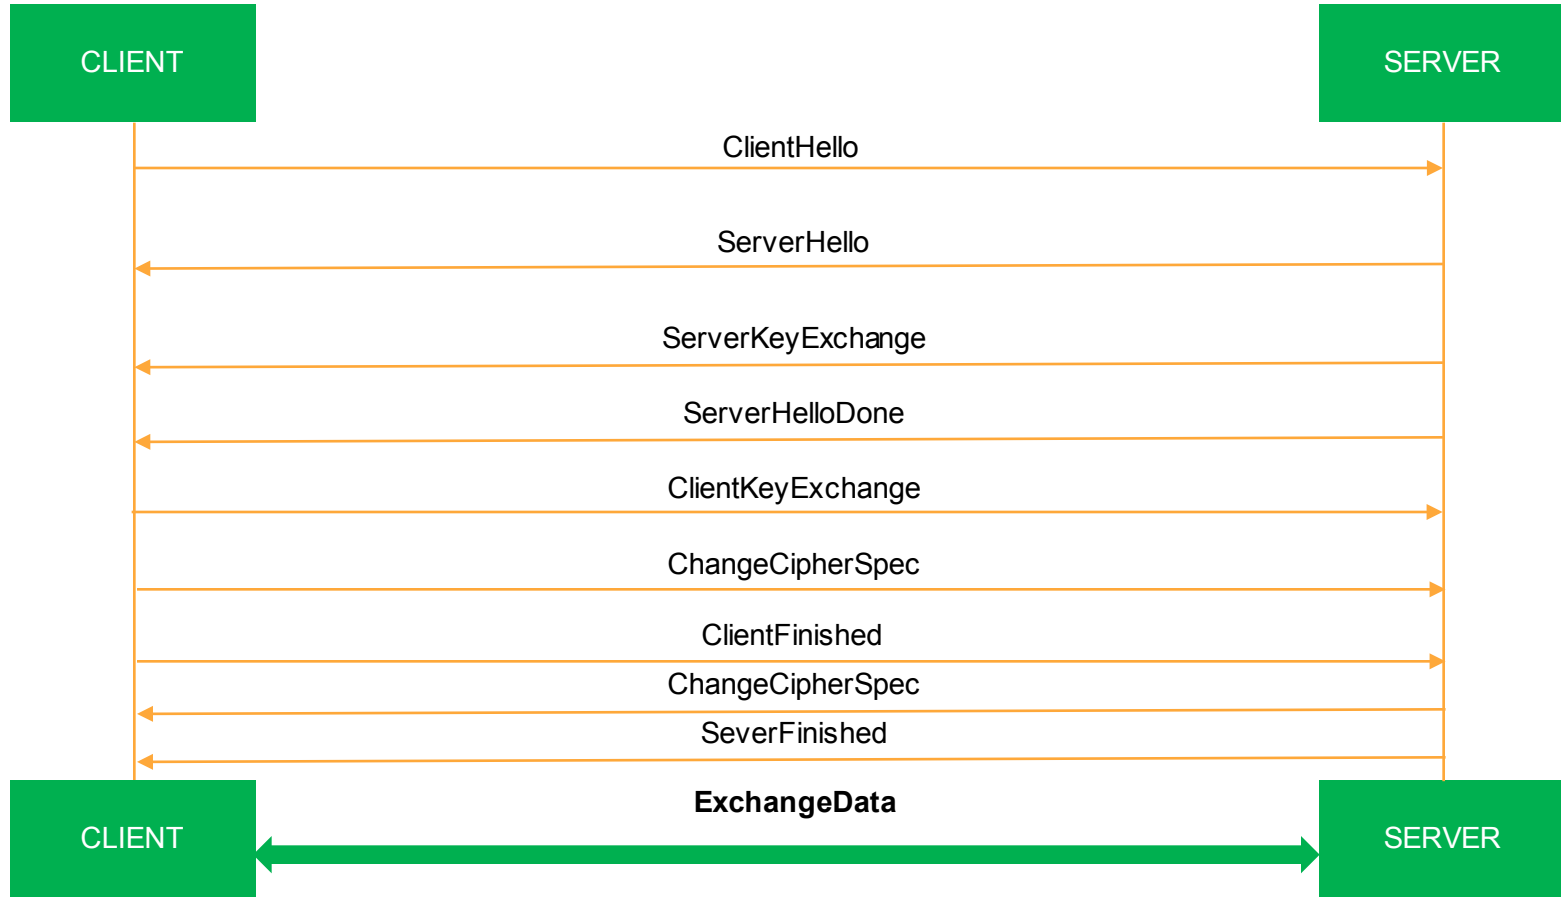 CLIENT
SERVER
ClientHello
ServerHello
ServerKeyExchange
ServerHelloDone
ClientKeyExchange
ChangeCipherSpec
ClientFinished
ChangeCipherSpec
SeverFinished
ExchangeData
CLIENT
SERVER